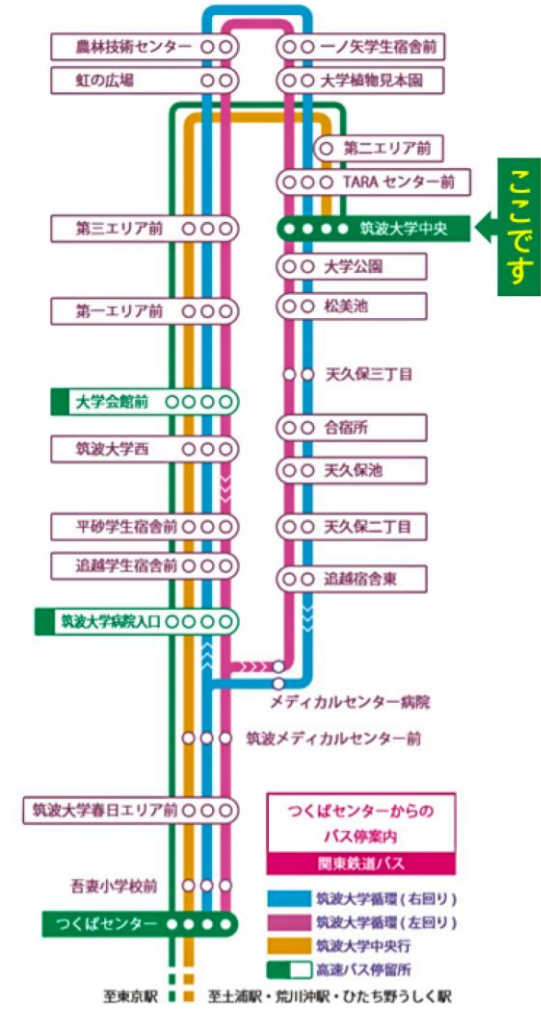 農林技術センター
一ノ矢学生宿舎前
虹の広場
大学植物見本園
第二エリア前
TARA センター前
第三エリア前
筑波大学中央
ここです
大学公園
第一エリア前
松美池
天久保三丁目
大学会館前
合宿所
筑波大学西
天久保池
平砂学生宿舎前
天久保二丁目
追越学生宿舎前
追越宿舎東
筑波大学病院入口
メディカルセンター病院
筑波メディカルセンター前
筑波大学春日エリア前
つくばセンターからの
バス停案内
関東鉄道バス
吾妻小学校前
筑波大学循環(右回り)
つくばセンター
筑波大学循環(左回り)
筑波大学中央行
高速バス停留所
至東京駅
至土浦駅・荒川沖駅・ひたち野うしく駅